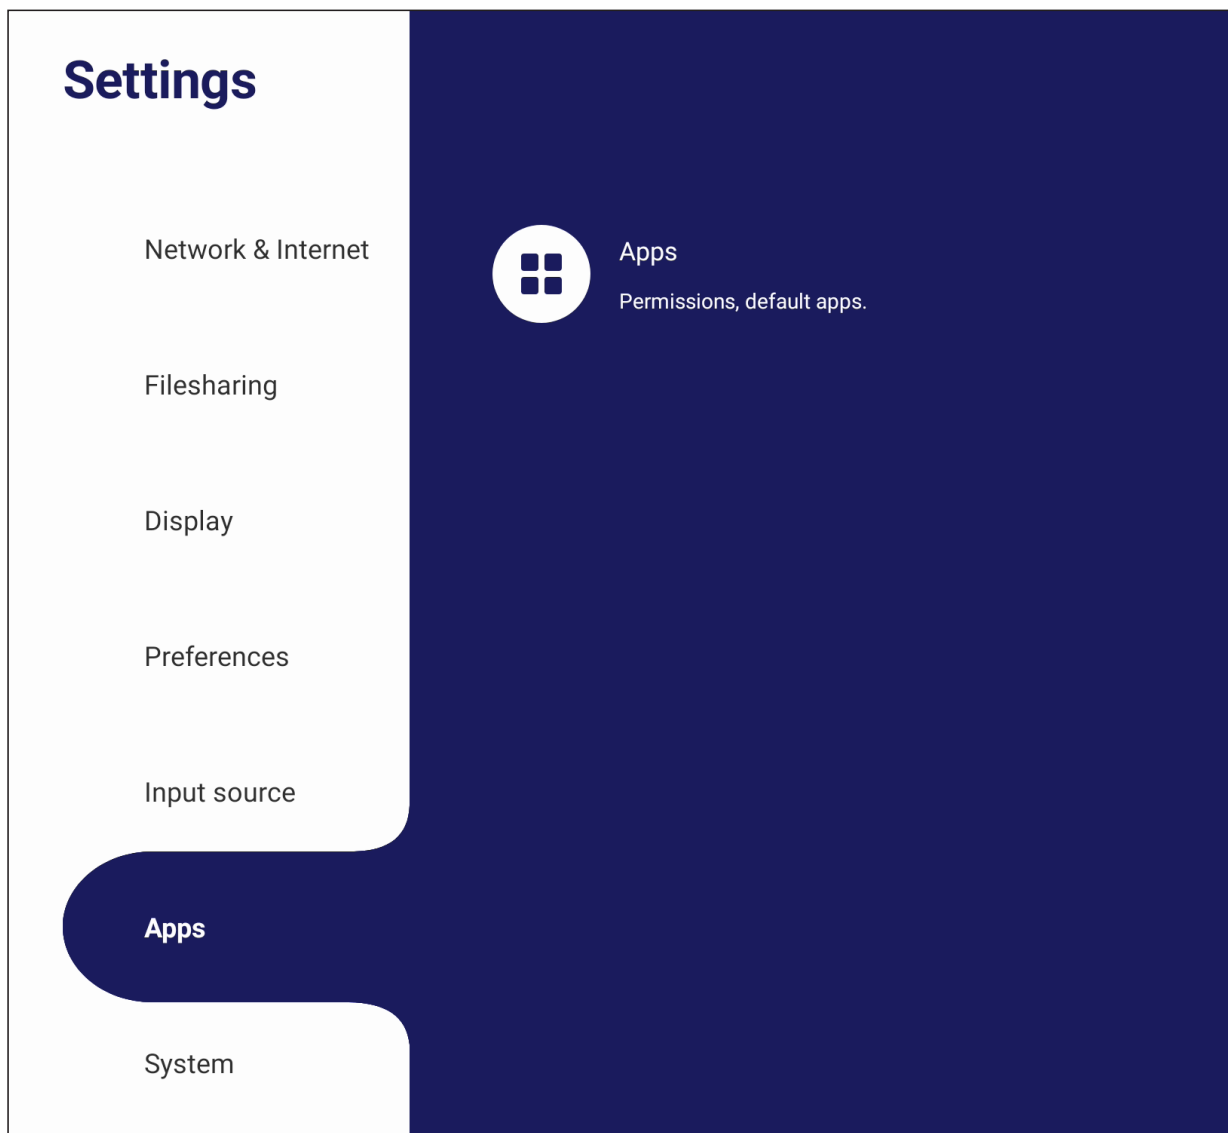 Settings
Network & Internet
Filesharing
Display
Preferences
Input source
Apps
System
Apps
Permissions, default apps.